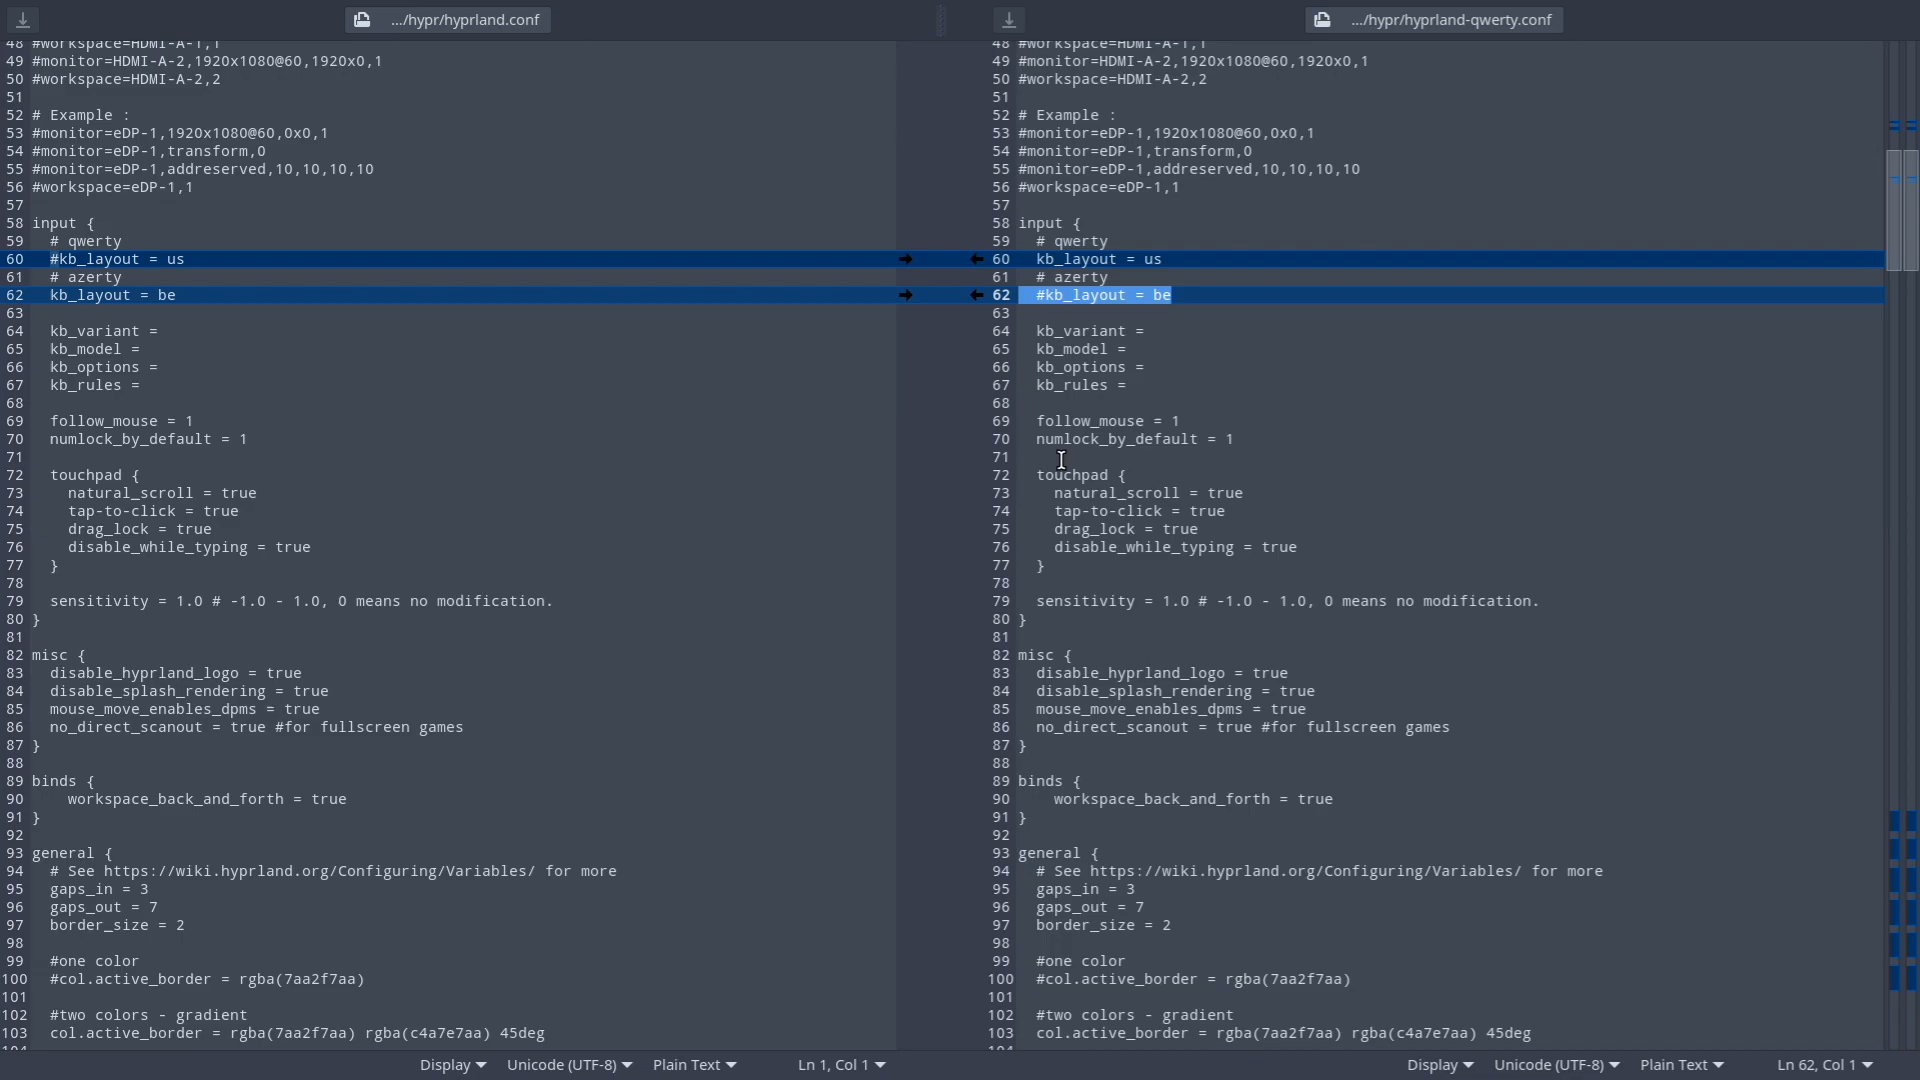 .../hypr/hyprland.conf
48 #workspace=HDMI-A-1,1
49 #monitor=HDMI-A-2,1920x1080@60,1920x0,1
50 #workspace=HDMI-A-2,2
51
52 # Example :
53 #monitor=eDP-1,1920x1080@60,0x0,1
54 #monitor=eDP-1,transform,0
55 #monitor=eDP-1,addreserved,10,10,10,10
56 #workspace=eDP-1,1
57
58 input {
59   # qwerty
60   #kb_layout = us
61   # azerty
62   kb_layout = be
63
64   kb_variant =
65   kb_model =
66   kb_options =
67   kb_rules =
68
69   follow_mouse = 1
70   numlock_by_default = 1
71
72   touchpad {
73     natural_scroll = true
74     tap-to-click = true
75     drag_lock = true
76     disable_while_typing = true
77   }
78
79   sensitivity = 1.0 # -1.0 - 1.0, 0 means no modification.
80 }
81
82 misc {
83   disable_hyprland_logo = true
84   disable_splash_rendering = true
85   mouse_move_enables_dpms = true
86   no_direct_scanout = true #for fullscreen games
87 }
88
89 binds {
90     workspace_back_and_forth = true
91 }
92
93 general {
94   # See https://wiki.hyprland.org/Configuring/Variables/ for more
95   gaps_in = 3
96   gaps_out = 7
97   border_size = 2
98
99   #one color
100   #col.active_border = rgba(7aa2f7aa)
101
102   #two colors - gradient
103   col.active_border = rgba(7aa2f7aa) rgba(c4a7e7aa) 45deg
Display Unicode (UTF-8) Plain Text Ln 1, Col 1
.../hypr/hyprland-qwerty.conf
48 #workspace=HDMI-A-1,1
49 #monitor=HDMI-A-2,1920x1080@60,1920x0,1
50 #workspace=HDMI-A-2,2
51
52 # Example :
53 #monitor=eDP-1,1920x1080@60,0x0,1
54 #monitor=eDP-1,transform,0
55 #monitor=eDP-1,addreserved,10,10,10,10
56 #workspace=eDP-1,1
57
58 input {
59   # qwerty
60   kb_layout = us
61   # azerty
62   #kb_layout = be
63
64   kb_variant =
65   kb_model =
66   kb_options =
67   kb_rules =
68
69   follow_mouse = 1
70   numlock_by_default = 1
71
72   touchpad {
73     natural_scroll = true
74     tap-to-click = true
75     drag_lock = true
76     disable_while_typing = true
77   }
78
79   sensitivity = 1.0 # -1.0 - 1.0, 0 means no modification.
80 }
81
82 misc {
83   disable_hyprland_logo = true
84   disable_splash_rendering = true
85   mouse_move_enables_dpms = true
86   no_direct_scanout = true #for fullscreen games
87 }
88
89 binds {
90     workspace_back_and_forth = true
91 }
92
93 general {
94   # See https://wiki.hyprland.org/Configuring/Variables/ for more
95   gaps_in = 3
96   gaps_out = 7
97   border_size = 2
98
99   #one color
100   #col.active_border = rgba(7aa2f7aa)
101
102   #two colors - gradient
103   col.active_border = rgba(7aa2f7aa) rgba(c4a7e7aa) 45deg
Display Unicode (UTF-8) Plain Text Ln 62, Col 1